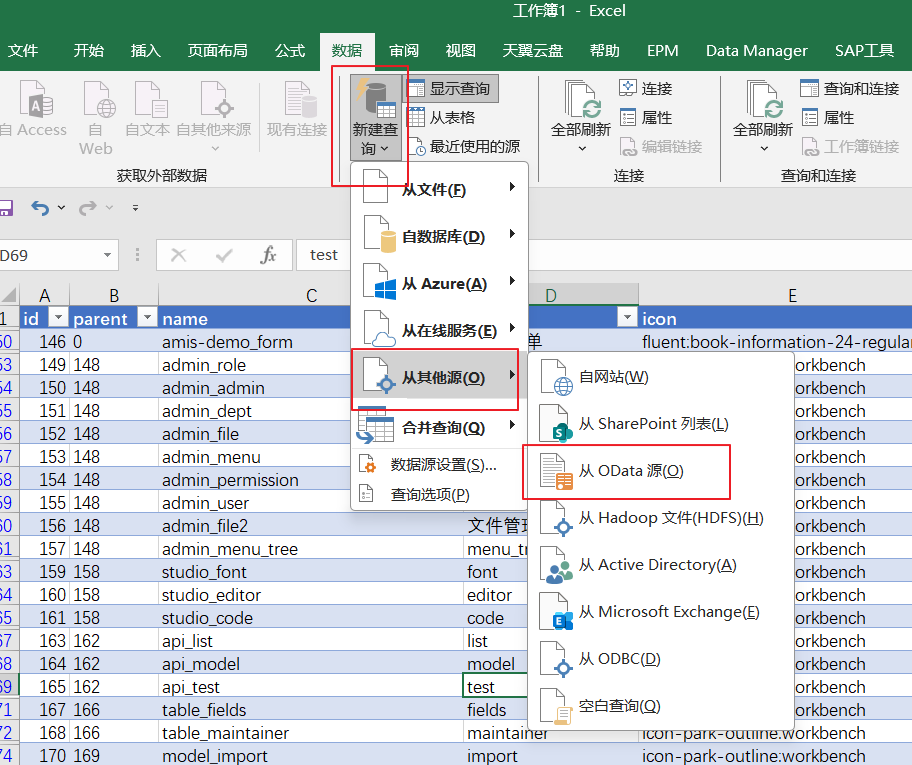 工作簿1 - Excel
文件 开始 插入 页面布局 公式 数据 审阅 视图 天翼云盘 帮助 EPM Data Manager SAP工具
自 Access
自 Web
自文本
自其他来源
现有连接
获取外部数据
新建查询
显示查询
从表格
最近使用的源
全部刷新
连接
属性
编辑链接
连接
全部刷新
查询和连接
属性
工作簿链接
查询和连接
D69 fx test
从文件(F)
自数据库(D)
从 Azure(A)
从在线服务(E)
从其他源(O)
合并查询(Q)
数据源设置(S)...
查询选项(P)
自网站(W)
从 SharePoint 列表(L)
从 OData 源(O)
从 Hadoop 文件(HDFS)(H)
从 Active Directory(A)
从 Microsoft Exchange(E)
从 ODBC(D)
空白查询(Q)
A B C D E
1 id parent name icon
50 146 0 amis-demo_form 单 fluent:book-information-24-regular
53 149 148 admin_role orkbench
54 150 148 admin_admin orkbench
55 151 148 admin_dept orkbench
56 152 148 admin_file orkbench
57 153 148 admin_menu orkbench
58 154 148 admin_permission orkbench
59 155 148 admin_user orkbench
60 156 148 admin_file2 文件管理 orkbench
61 157 148 admin_menu_tree menu_tr orkbench
63 159 158 studio_font font orkbench
64 160 158 studio_editor editor orkbench
65 161 158 studio_code code orkbench
67 163 162 api_list list orkbench
68 164 162 api_model model orkbench
69 165 162 api_test test orkbench
71 167 166 table_fields fields orkbench
72 168 166 table_maintainer maintainer icon-park-outline:workbench
74 170 169 model_import import icon-park-outline:workbench